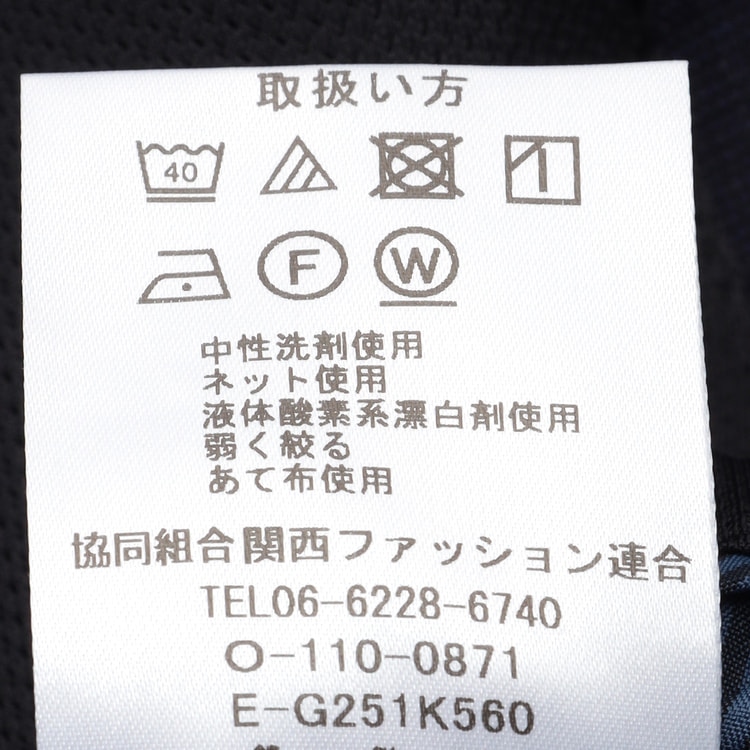 取扱い方
40
F W
中性洗剤使用
ネット使用
液体酸素系漂白剤使用
弱く絞る
あて布使用
協同組合関西ファッション連合
TEL06-6228-6740
O-110-0871
E-G251K560